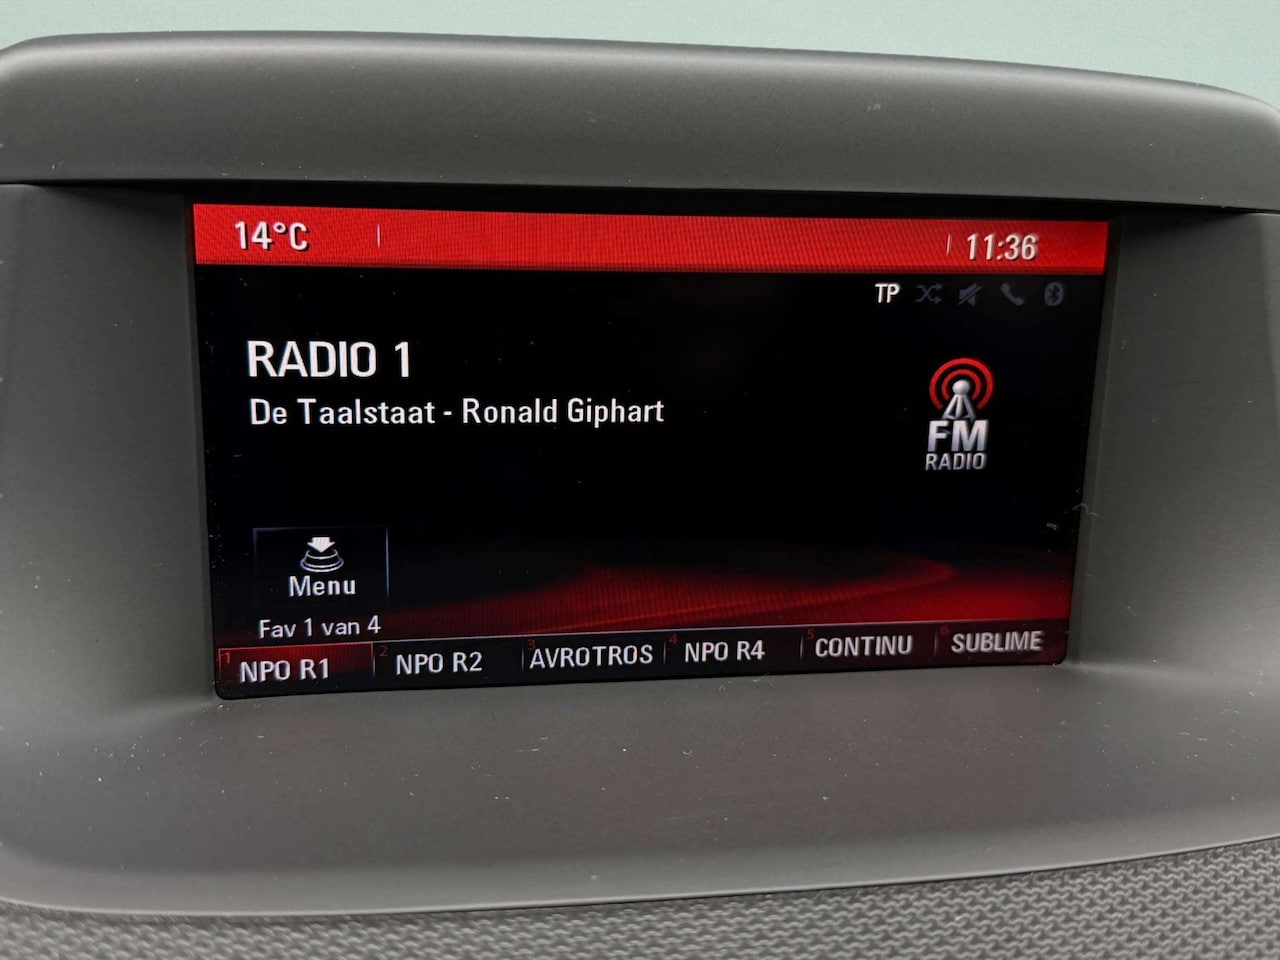 14°C 11:36
TP
RADIO 1
De Taalstaat - Ronald Giphart
FM
RADIO
Menu
Fav 1 van 4
1 NPO R1 2 NPO R2 3 AVROTROS 4 NPO R4 5 CONTINU 6 SUBLIME